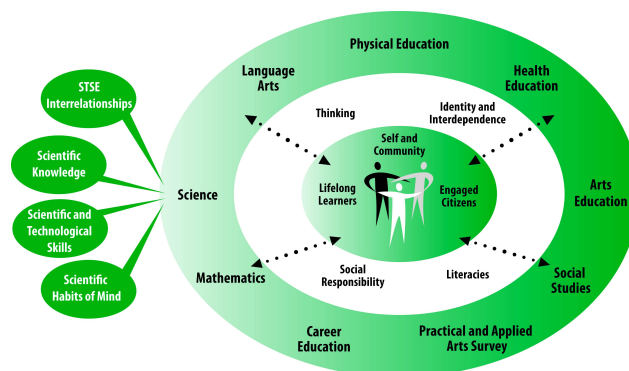 Physical Education
Language
Arts
Health
Education
STSE
Interrelationships
Thinking
Identity and
Interdependence
Self and
Community
Scientific
Knowledge
Science
Lifelong
Learners
Engaged
Citizens
Arts
Education
Scientific and
Technological
Skills
Scientific
Habits of Mind
Mathematics
Social
Responsibility
Literacies
Social
Studies
Career
Education
Practical and Applied
Arts Survey